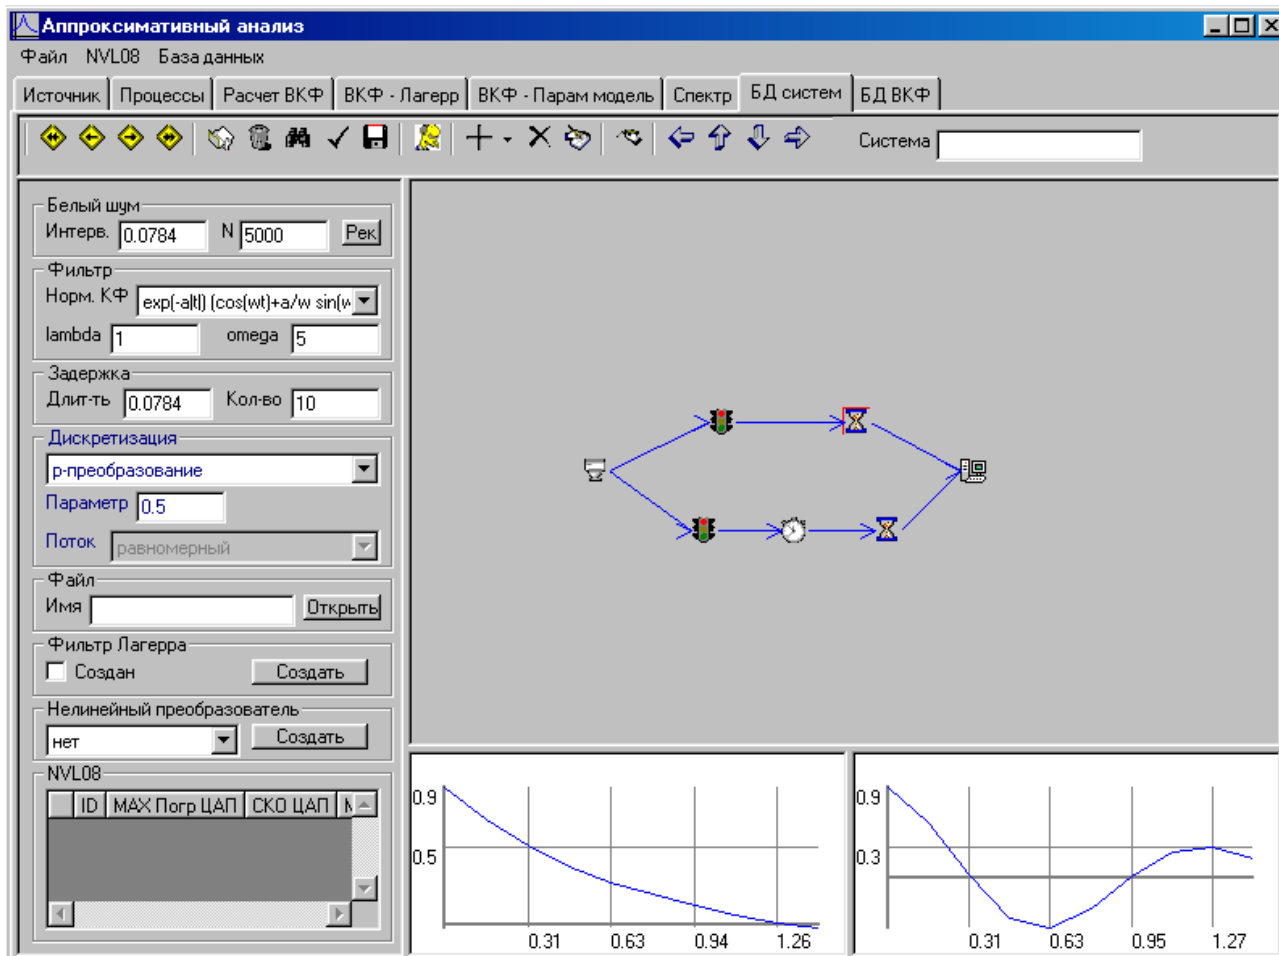 Аппроксимативный анализ
Файл NVL08 База данных
Источник Процессы Расчет ВКФ ВКФ - Лагерр ВКФ - Парам модель Спектр БД систем БД ВКФ
Система
Белый шум
Интерв. 0.0784 N 5000 Рек
Фильтр
Норм. КФ exp(-a|t|) (cos(wt)+a/w sin(w
lambda 1 omega 5
Задержка
Длит-ть 0.0784 Кол-во 10
Дискретизация
р-преобразование
Параметр 0.5
Поток равномерный
Файл
Имя Открыть
Фильтр Лагерра
Создан Создать
Нелинейный преобразователь
нет Создать
NVL08
ID MAX Погр ЦАП СКО ЦАП
0.9
0.5
0.31 0.63 0.94 1.26
0.9
0.3
0.31 0.63 0.95 1.27